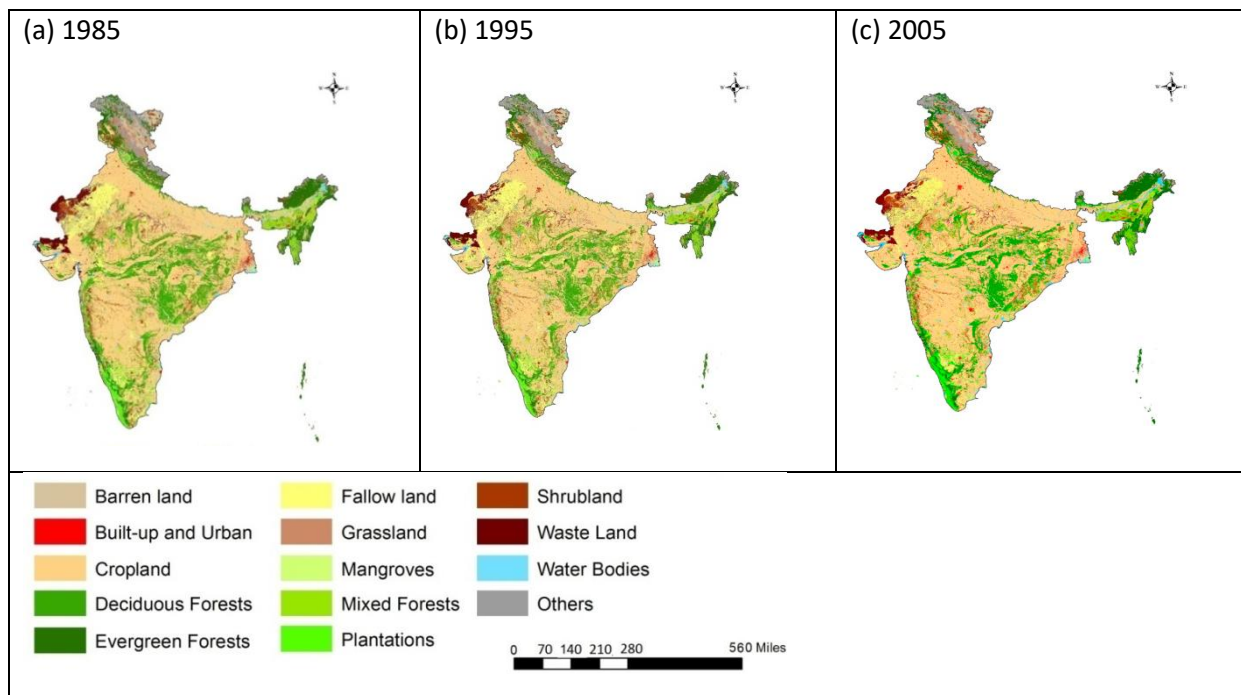 (a) 1985
(b) 1995
(c) 2005
N
W E
S
N
W E
S
N
W E
S
Barren land
Built-up and Urban
Cropland
Deciduous Forests
Evergreen Forests
Fallow land
Grassland
Mangroves
Mixed Forests
Plantations
Shrubland
Waste Land
Water Bodies
Others
0 70 140 210 280 560 Miles